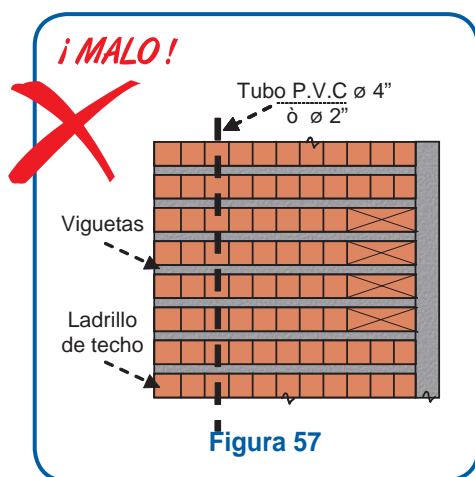 ¡MALO!
Tubo P.V.C ø 4”
ò ø 2”
Viguetas
Ladrillo
de techo
Figura 57